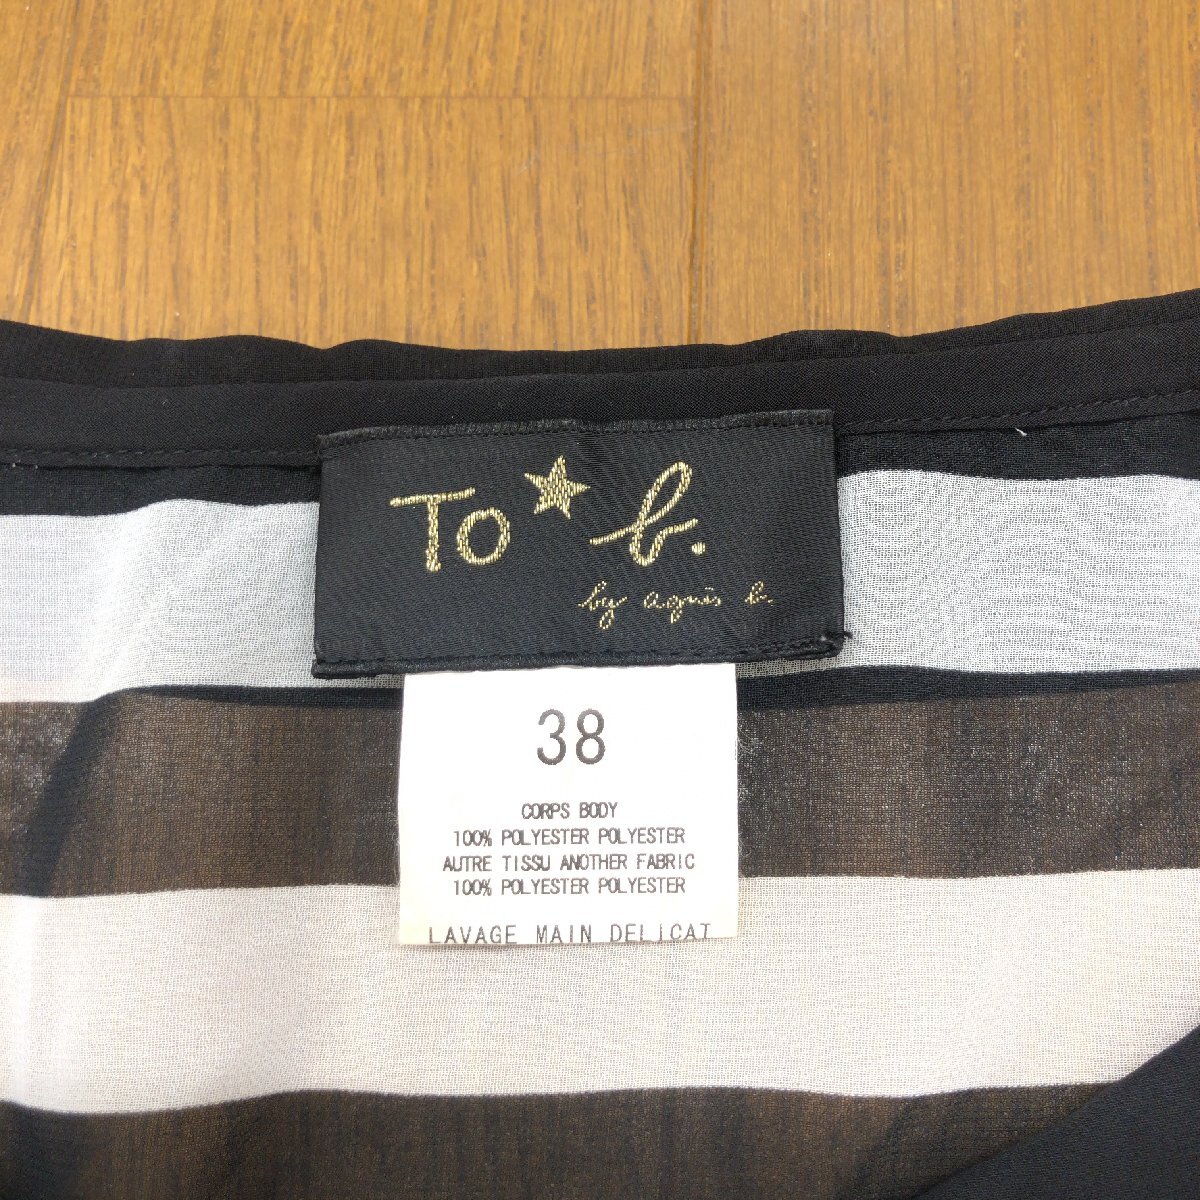 To★b.
by agnès b.
38
CORPS BODY
100% POLYESTER POLYESTER
AUTRE TISSU ANOTHER FABRIC
100% POLYESTER POLYESTER
LAVAGE MAIN DELICAT